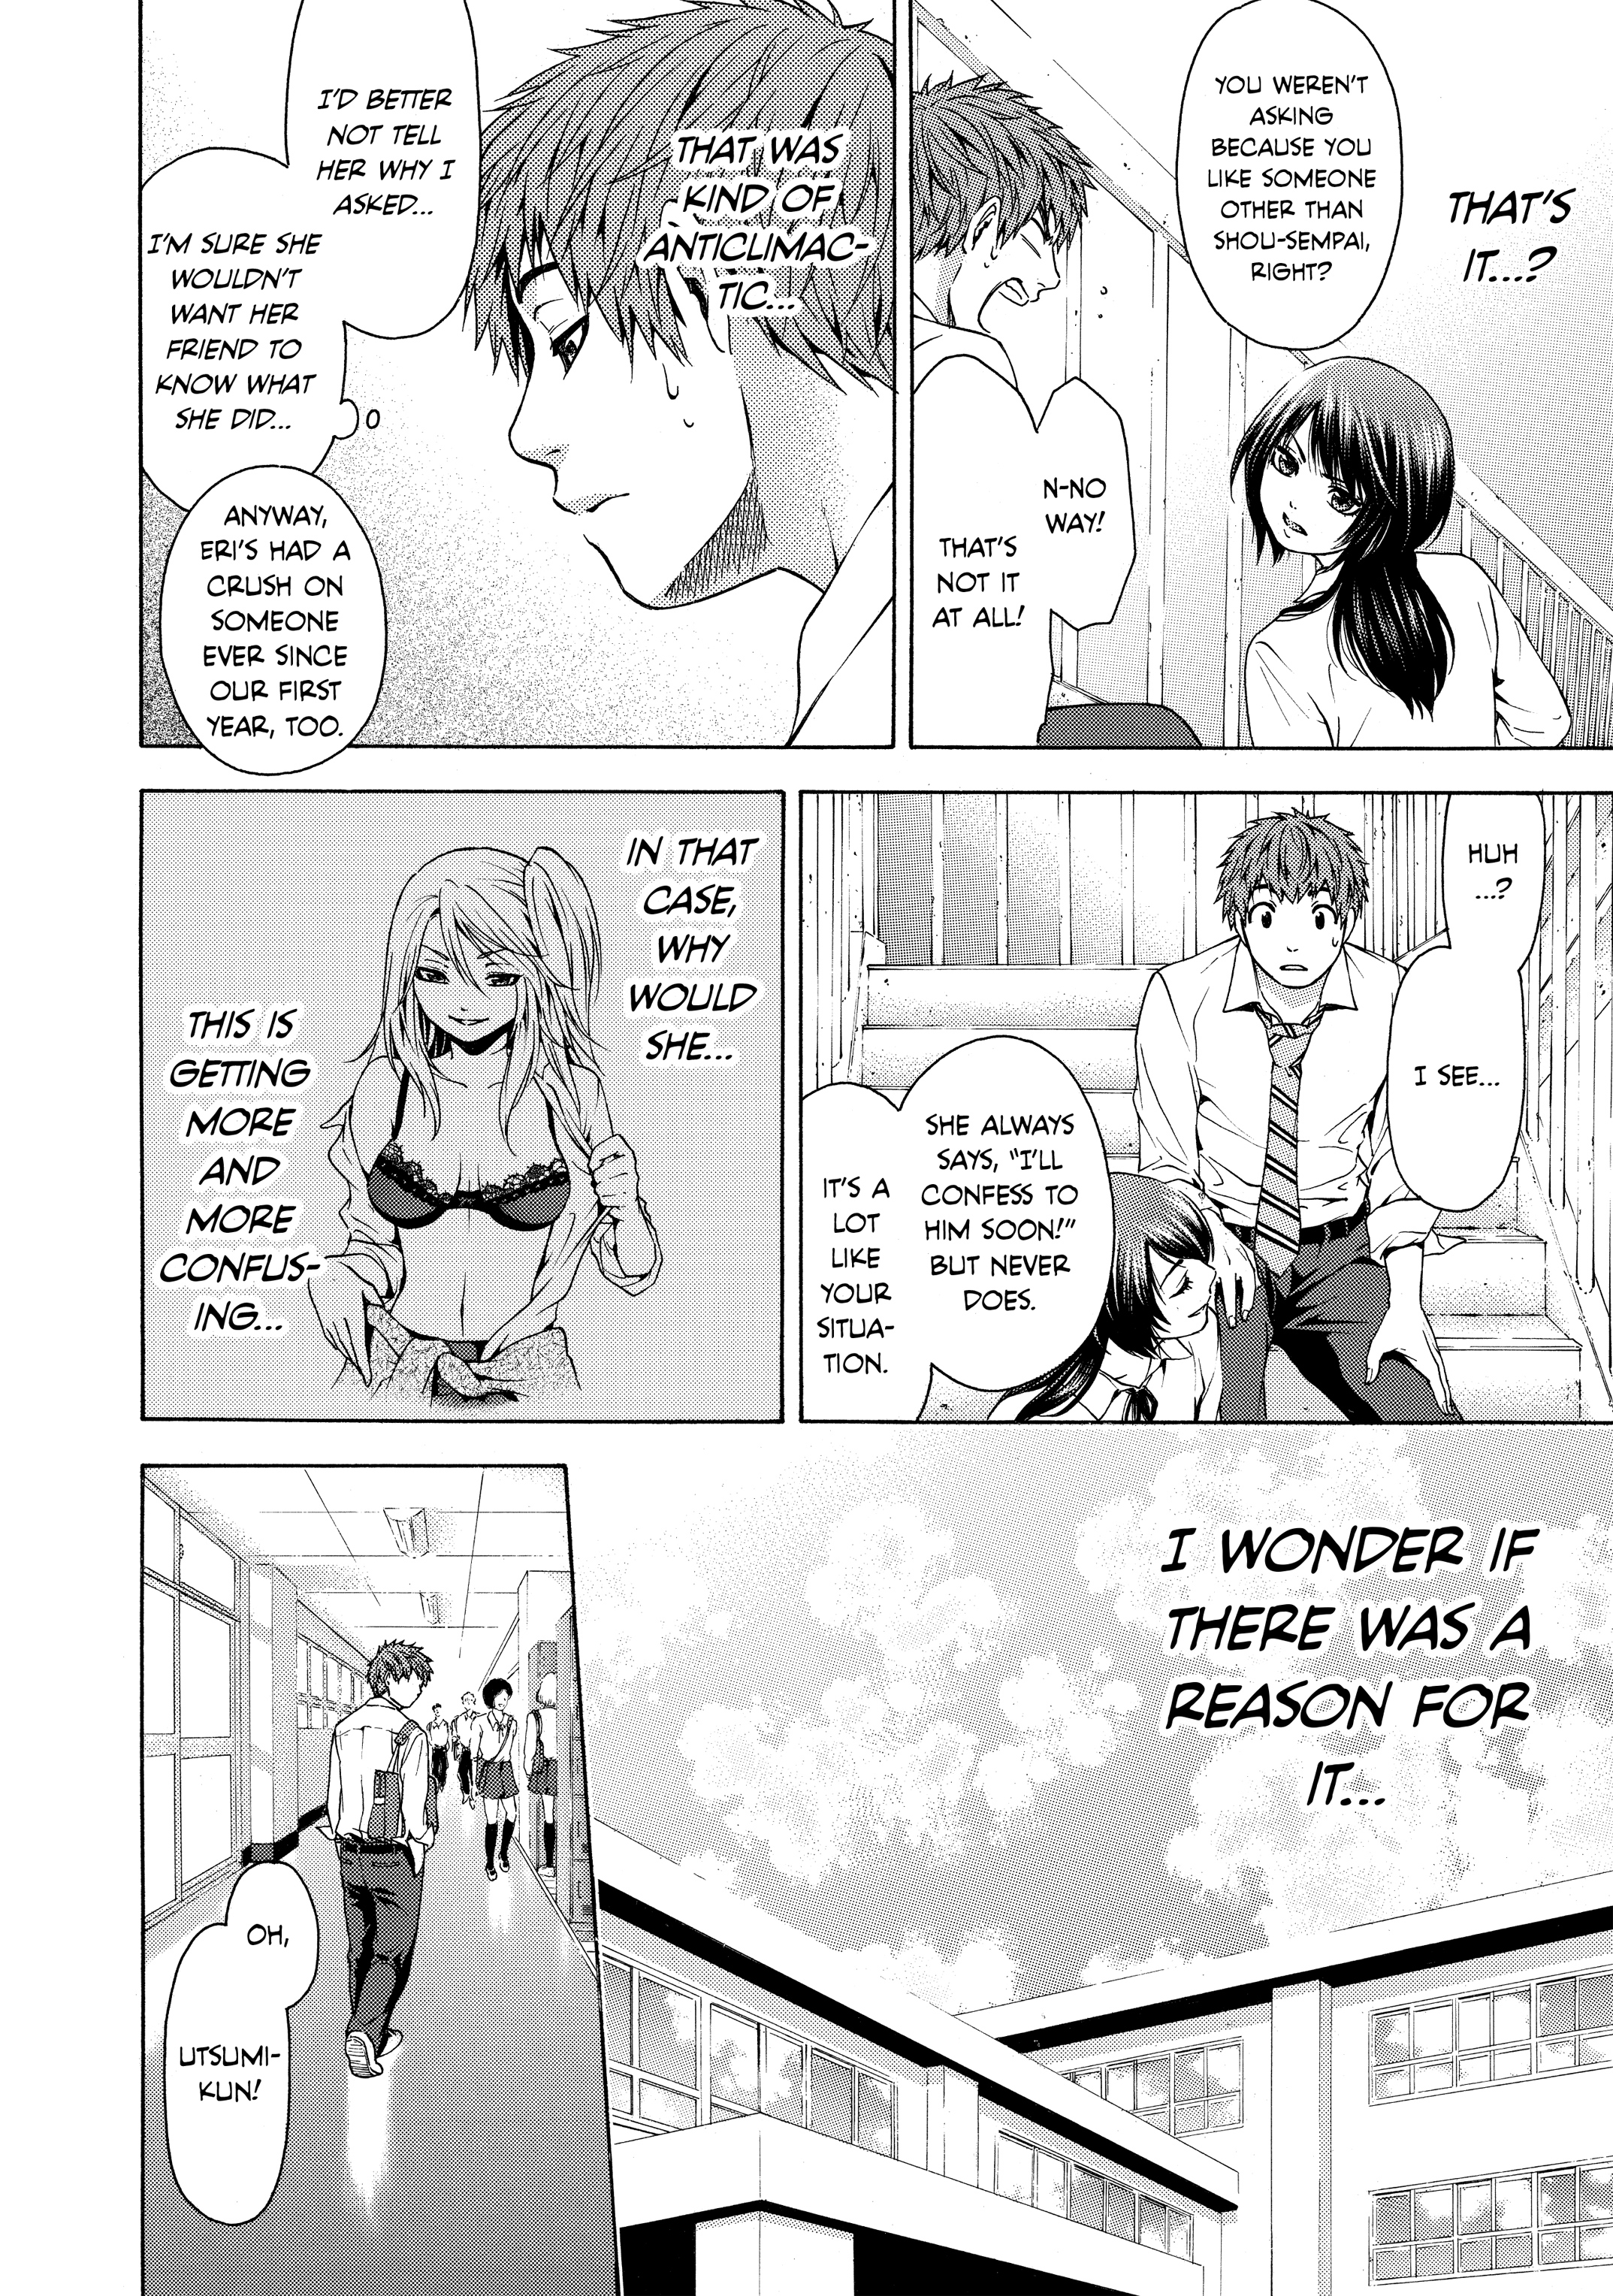 THAT'S
IT...?
YOU WEREN'T
ASKING
BECAUSE YOU
LIKE SOMEONE
OTHER THAN
SHOU-SEMPAI,
RIGHT?
N-NO
WAY!
THAT'S
NOT IT
AT ALL!
THAT WAS
KIND OF
ANTICLIMAC-
TIC...
I'D BETTER
NOT TELL
HER WHY I
ASKED...
I'M SURE SHE
WOULDN'T
WANT HER
FRIEND TO
KNOW WHAT
SHE DID...
ANYWAY,
ERI'S HAD A
CRUSH ON
SOMEONE
EVER SINCE
OUR FIRST
YEAR, TOO.
HUH
...?
I SEE...
SHE ALWAYS
SAYS, "I'LL
CONFESS TO
HIM SOON!"
BUT NEVER
DOES.
IT'S A
LOT
LIKE
YOUR
SITUA-
TION.
IN THAT
CASE,
WHY
WOULD
SHE...
THIS IS
GETTING
MORE
AND
MORE
CONFUS-
ING...
I WONDER IF
THERE WAS A
REASON FOR
IT...
OH,
UTSUMI-
KUN!